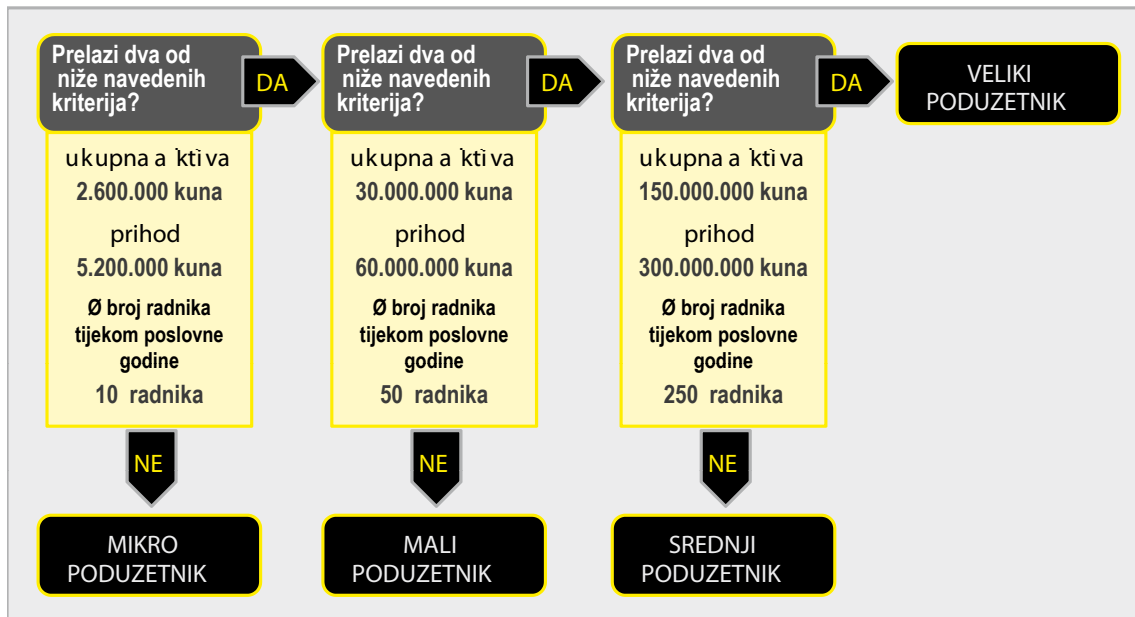 Prelazi dva od
niže navedenih
kriterija?
DA
ukupna aktiva
2.600.000 kuna
prihod
5.200.000 kuna
Ø broj radnika
tijekom poslovne
godine
10 radnika
NE
MIKRO
PODUZETNIK
Prelazi dva od
niže navedenih
kriterija?
DA
ukupna aktiva
30.000.000 kuna
prihod
60.000.000 kuna
Ø broj radnika
tijekom poslovne
godine
50 radnika
NE
MALI
PODUZETNIK
Prelazi dva od
niže navedenih
kriterija?
DA
ukupna aktiva
150.000.000 kuna
prihod
300.000.000 kuna
Ø broj radnika
tijekom poslovne
godine
250 radnika
NE
SREDNJI
PODUZETNIK
VELIKI
PODUZETNIK